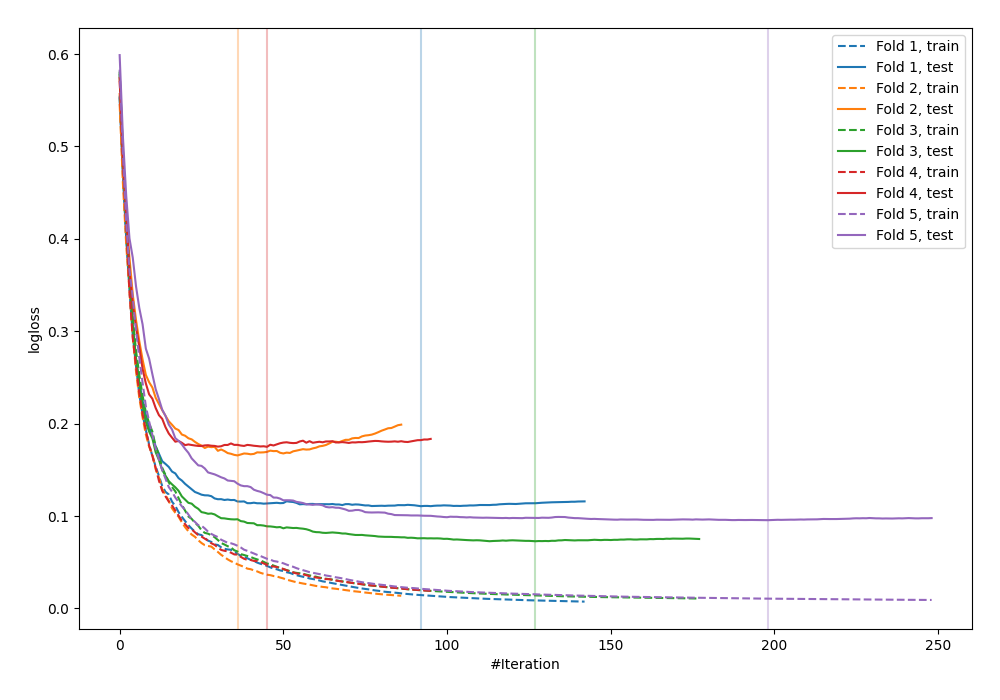 0.6
0.5
0.4
0.3
0.2
0.1
0.0
logloss
0
50
100
150
200
250
#Iteration
Fold 1, train
Fold 1, test
Fold 2, train
Fold 2, test
Fold 3, train
Fold 3, test
Fold 4, train
Fold 4, test
Fold 5, train
Fold 5, test